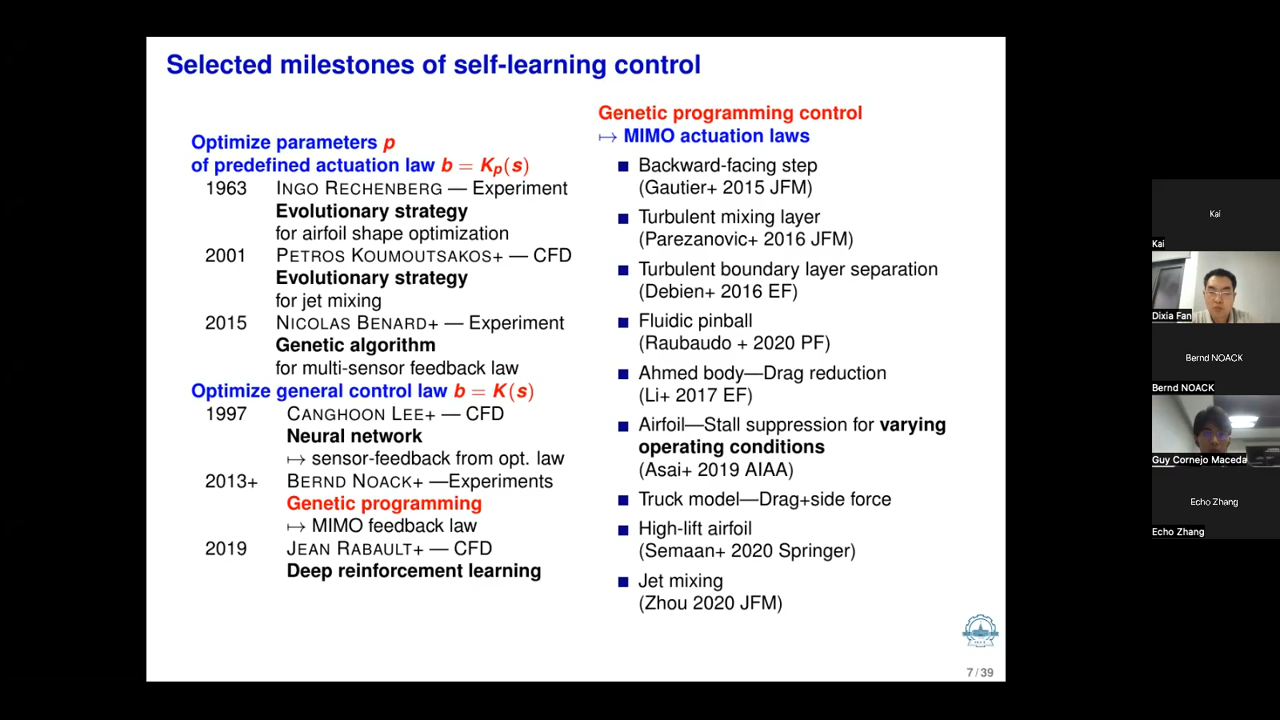 Selected milestones of self-learning control
Optimize parameters p
of predefined actuation law b = Kp(s)
1963 INGO RECHENBERG — Experiment
Evolutionary strategy
for airfoil shape optimization
2001 PETROS KOUMOUTSAKOS+ — CFD
Evolutionary strategy
for jet mixing
2015 NICOLAS BENARD+ — Experiment
Genetic algorithm
for multi-sensor feedback law
Optimize general control law b = K(s)
1997 CANGHOON LEE+ — CFD
Neural network
↦ sensor-feedback from opt. law
2013+ BERND NOACK+ —Experiments
Genetic programming
↦ MIMO feedback law
2019 JEAN RABAULT+ — CFD
Deep reinforcement learning
Genetic programming control
↦ MIMO actuation laws
Backward-facing step
(Gautier+ 2015 JFM)
Turbulent mixing layer
(Parezanovic+ 2016 JFM)
Turbulent boundary layer separation
(Debien+ 2016 EF)
Fluidic pinball
(Raubaudo + 2020 PF)
Ahmed body—Drag reduction
(Li+ 2017 EF)
Airfoil—Stall suppression for varying
operating conditions
(Asai+ 2019 AIAA)
Truck model—Drag+side force
High-lift airfoil
(Semaan+ 2020 Springer)
Jet mixing
(Zhou 2020 JFM)
7 / 39
Kai
Kai
Dixia Fan
Bernd NOACK
Bernd NOACK
Guy Cornejo Maceda
Echo Zhang
Echo Zhang